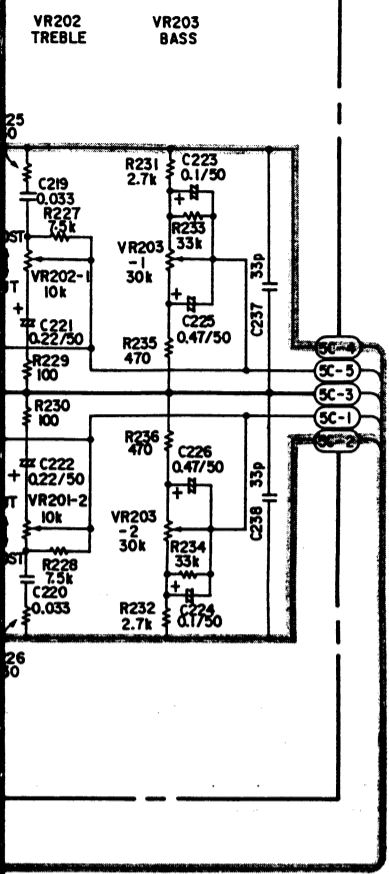 VR202
TREBLE
VR203
BASS
25
R231
2.7k
C223
0.1/50
C219
0.033
R227
7.5k
R233
33k
VR203
-1
30k
VR202-1
10k
33p
C237
C221
0.22/50
C225
0.47/50
R235
470
R229
100
5C-4
5C-5
5C-3
5C-1
5C-2
R230
100
R236
470
C226
0.47/50
C222
0.22/50
VR201-2
10k
33p
C238
VR203
-2
30k
R234
33k
R228
7.5k
C220
0.033
R232
2.7k
C224
0.1/50
26